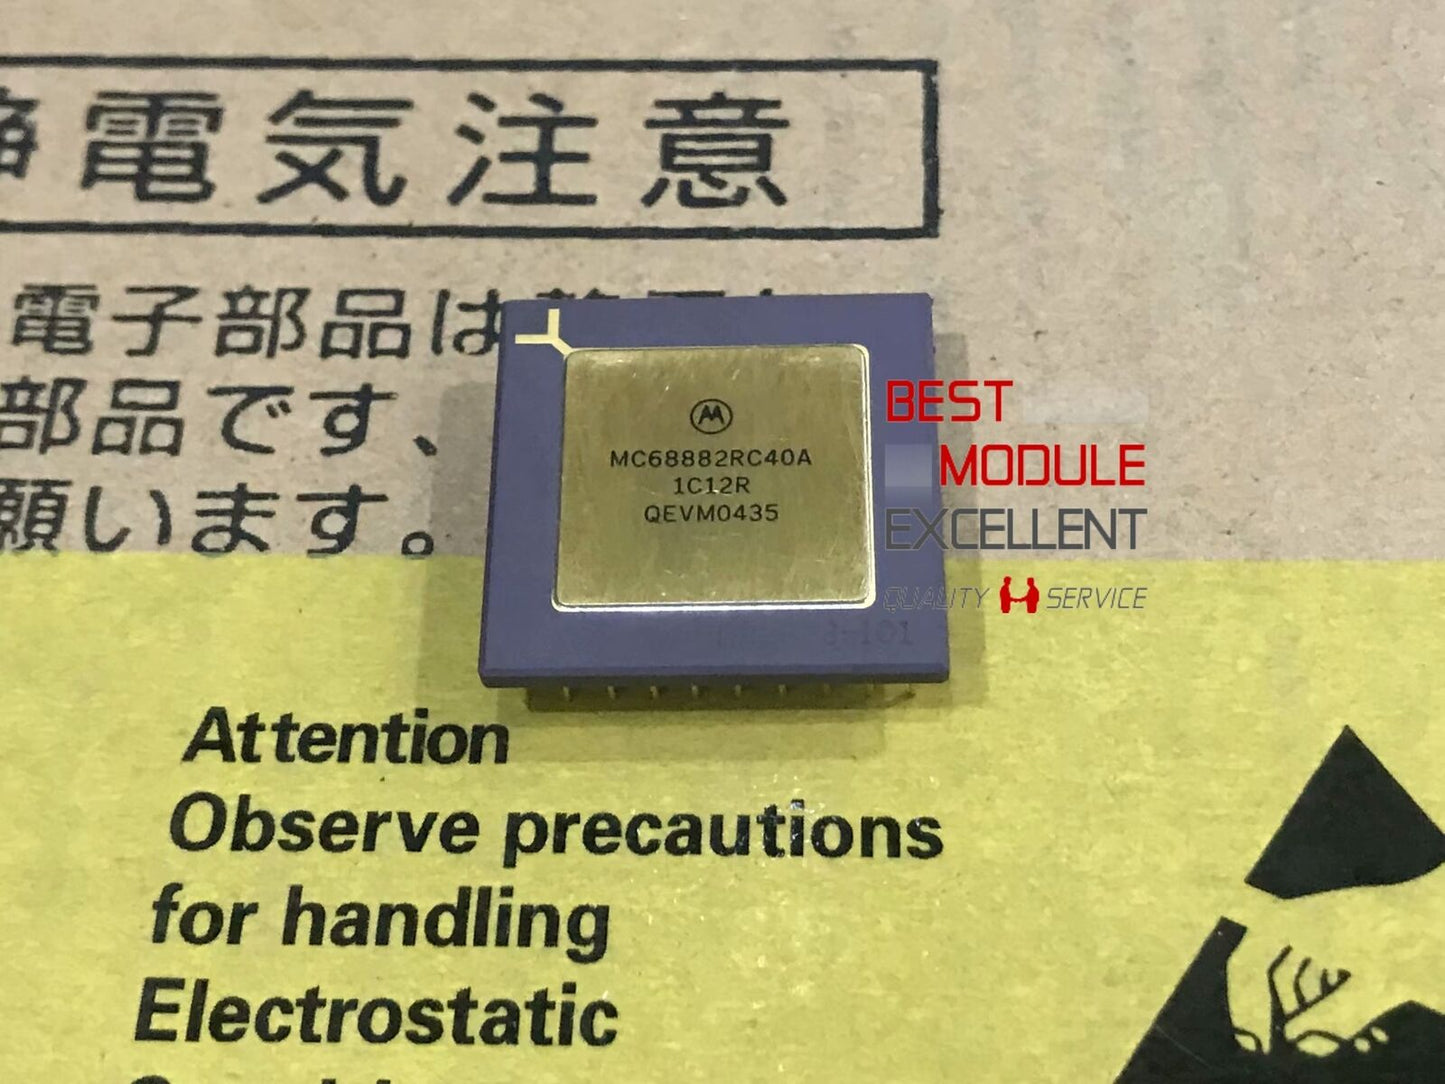 電気注意
電子部品は
部品です、
願います。
MC68882RC40A
1C12R
QEVM0435
BEST
MODULE
EXCELLENT
QUALITY SERVICE
Attention
Observe precautions
for handling
Electrostatic